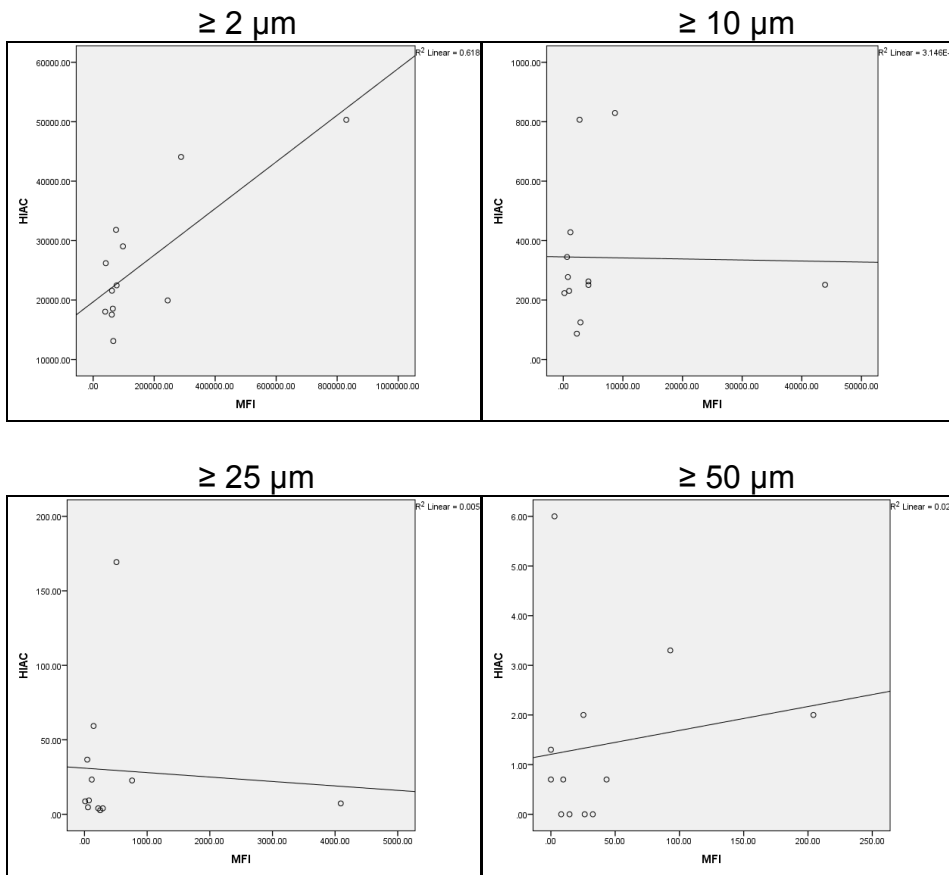 ≥ 2 µm
R² Linear = 0.618
60000.00
50000.00
40000.00
30000.00
20000.00
10000.00
HIAC
.00 200000.00 400000.00 600000.00 800000.00 1000000.00
MFI
≥ 10 µm
R² Linear = 3.146E-
1000.00
800.00
600.00
400.00
200.00
.00
HIAC
.00 10000.00 20000.00 30000.00 40000.00 50000.00
MFI
≥ 25 µm
R² Linear = 0.005
200.00
150.00
100.00
50.00
.00
HIAC
.00 1000.00 2000.00 3000.00 4000.00 5000.00
MFI
≥ 50 µm
R² Linear = 0.02
6.00
5.00
4.00
3.00
2.00
1.00
.00
HIAC
.00 50.00 100.00 150.00 200.00 250.00
MFI